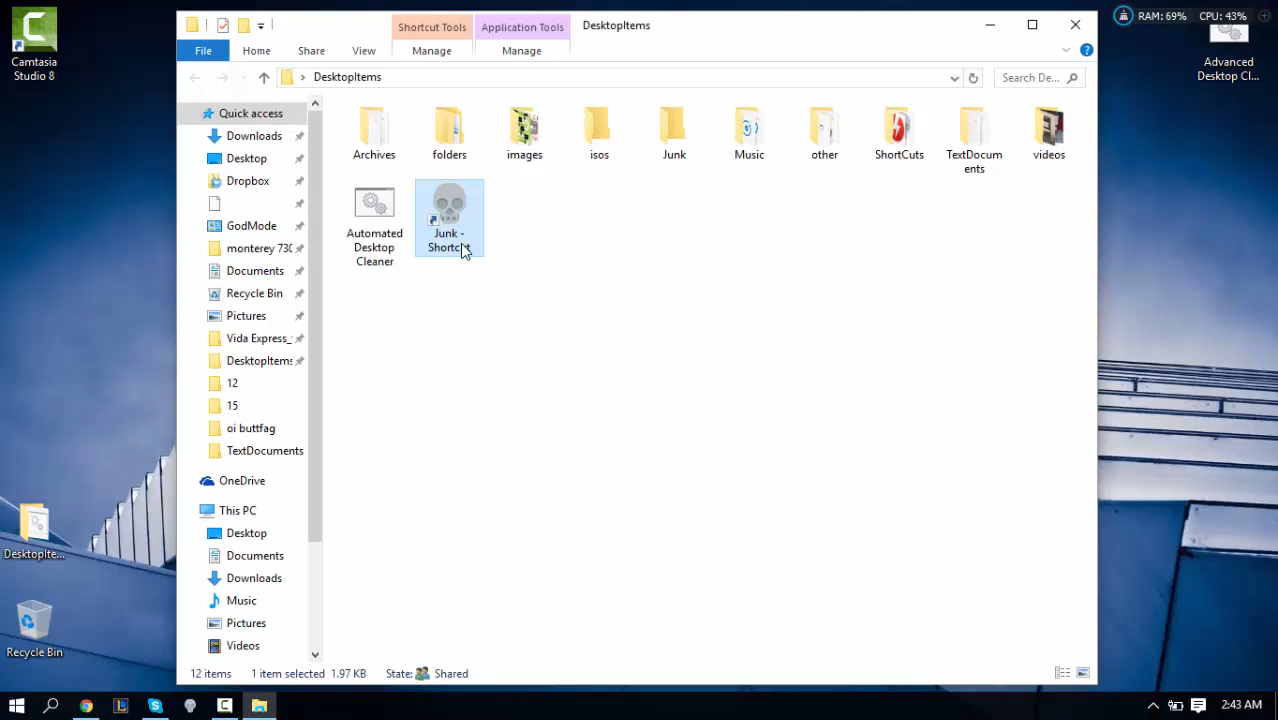 Camtasia Studio 8
Shortcut Tools
Application Tools
DesktopItems
RAM: 69% CPU: 43%
File
Home
Share
View
Manage
Manage
DesktopItems
Search De...
Advanced Desktop Cl...
Quick access
Downloads
Desktop
Dropbox
GodMode
monterey 730
Documents
Recycle Bin
Pictures
Vida Express_
DesktopItems
12
15
oi buttfag
TextDocuments
OneDrive
This PC
Desktop
Documents
Downloads
Music
Pictures
Videos
Archives
folders
images
isos
Junk
Music
other
ShortCuts
TextDocum
ents
videos
Automated
Desktop
Cleaner
Junk -
Shortcut
DesktopIte...
Recycle Bin
12 items 1 item selected 1.97 KB State: Shared
2:43 AM